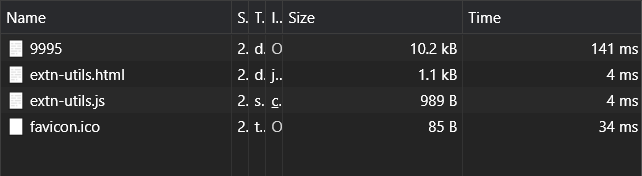 Name S. T. I.. Size Time
9995 2. d. O 10.2 kB 141 ms
extn-utils.html 2. d. j... 1.1 kB 4 ms
extn-utils.js 2. s. c. 989 B 4 ms
favicon.ico 2. t.. O 85 B 34 ms